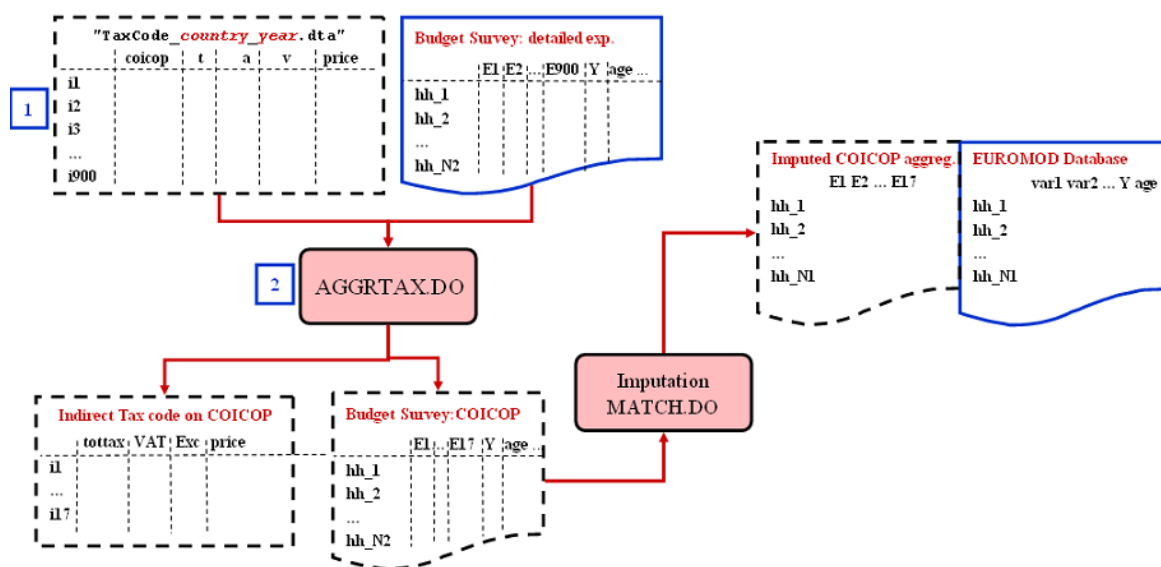 "TaxCode_country_year.dta"
coicop t a v price
i1
i2
i3
...
i900
1
Budget Survey: detailed exp.
E1 E2 ... E900 Y age ...
hh_1
hh_2
...
hh_N2
2
AGGRTAX.DO
Indirect Tax code on COICOP
tottax VAT Exc price
i1
...
i17
Budget Survey:COICOP
E1 .. E17 Y age ..
hh_1
hh_2
...
hh_N2
Imputation
MATCH.DO
Imputed COICOP aggreg.
E1 E2 ... E17
hh_1
hh_2
...
hh_N1
EUROMOD Database
var1 var2 ... Y age
hh_1
hh_2
...
hh_N1